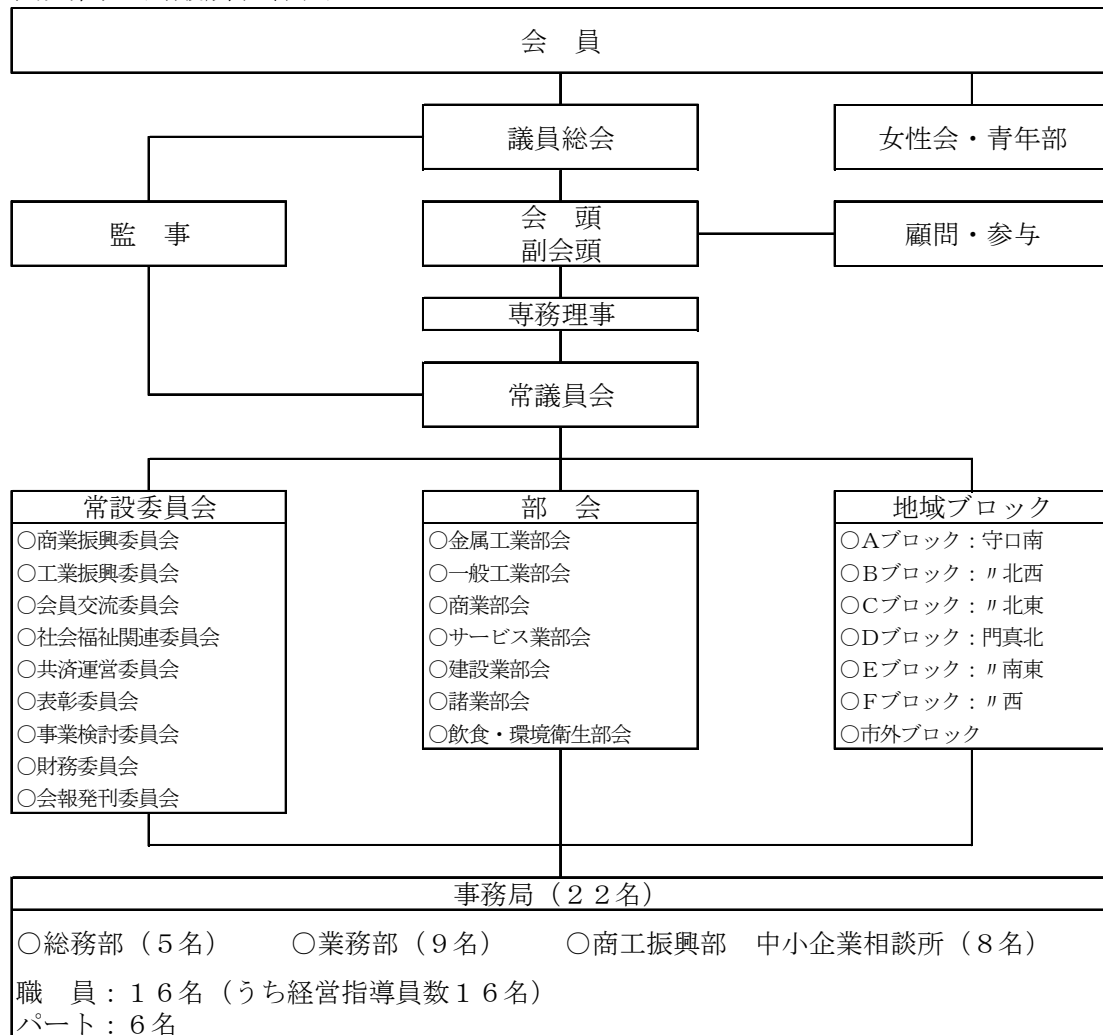 会　員
議員総会
女性会・青年部
監　事
会　頭
副会頭
顧問・参与
専務理事
常議員会
常設委員会
○商業振興委員会
○工業振興委員会
○会員交流委員会
○社会福祉関連委員会
○共済運営委員会
○表彰委員会
○事業検討委員会
○財務委員会
○会報発刊委員会
部　会
○金属工業部会
○一般工業部会
○商業部会
○サービス業部会
○建設業部会
○諸業部会
○飲食・環境衛生部会
地域ブロック
○Aブロック：守口南
○Bブロック：〃北西
○Cブロック：〃北東
○Dブロック：門真北
○Eブロック：〃南東
○Fブロック：〃西
○市外ブロック
事務局（２２名）
○総務部（５名）　　○業務部（９名）　　○商工振興部　中小企業相談所（８名）
職　員：１６名（うち経営指導員数１６名）
パート：６名